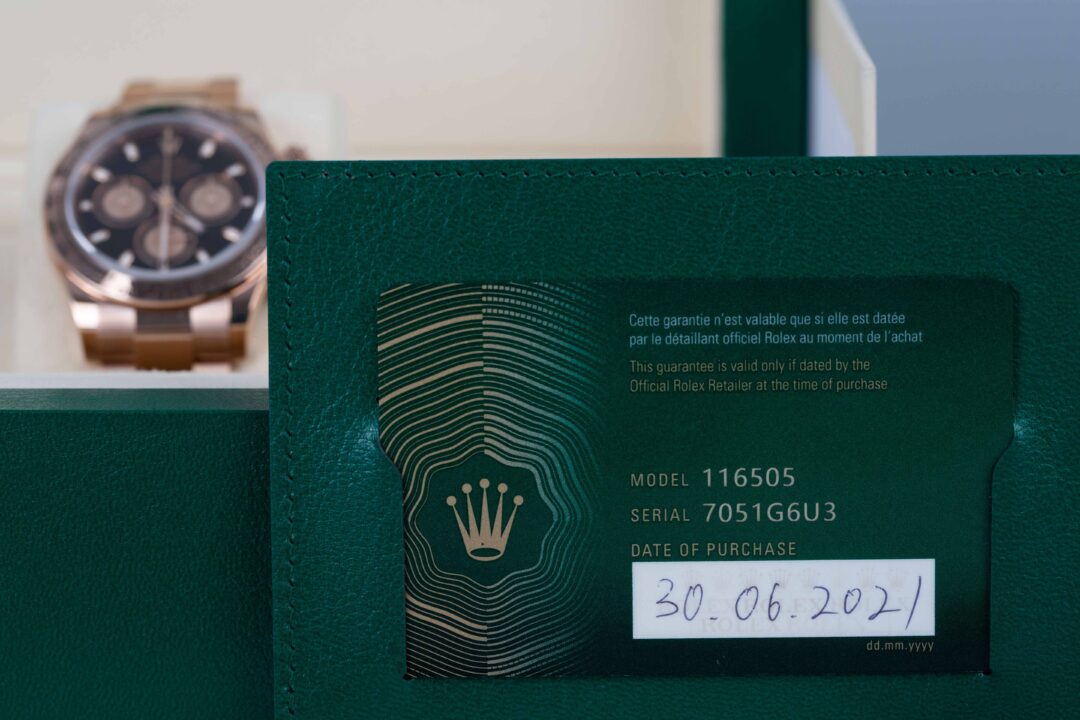 Cette garantie n'est valable que si elle est datée
par le détaillant officiel Rolex au moment de l'achat
This guarantee is valid only if dated by the
Official Rolex Retailer at the time of purchase
MODEL 116505
SERIAL 7051G6U3
DATE OF PURCHASE
30.06.2021
dd.mm.yyyy